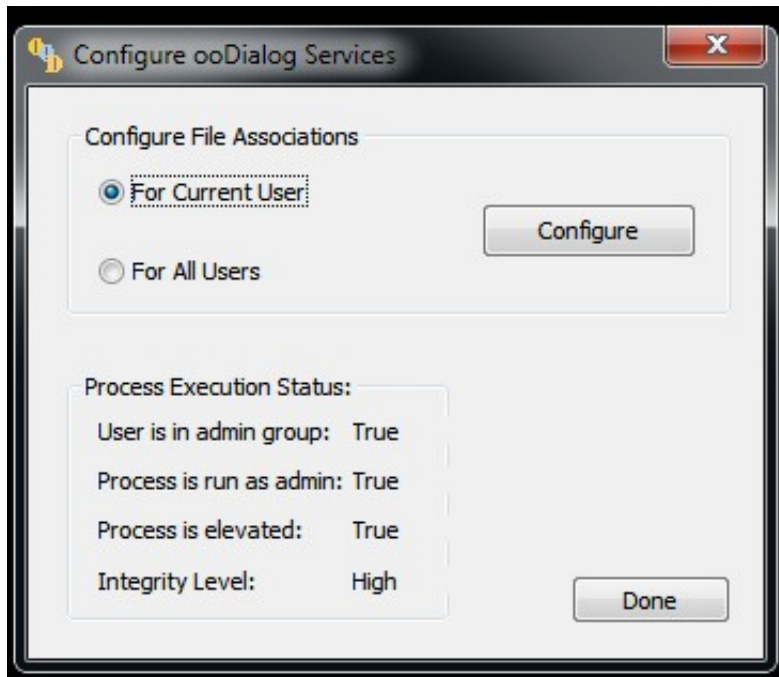 Configure ooDialog Services
Configure File Associations
For Current User
Configure
For All Users
Process Execution Status:
User is in admin group: True
Process is run as admin: True
Process is elevated: True
Integrity Level: High
Done